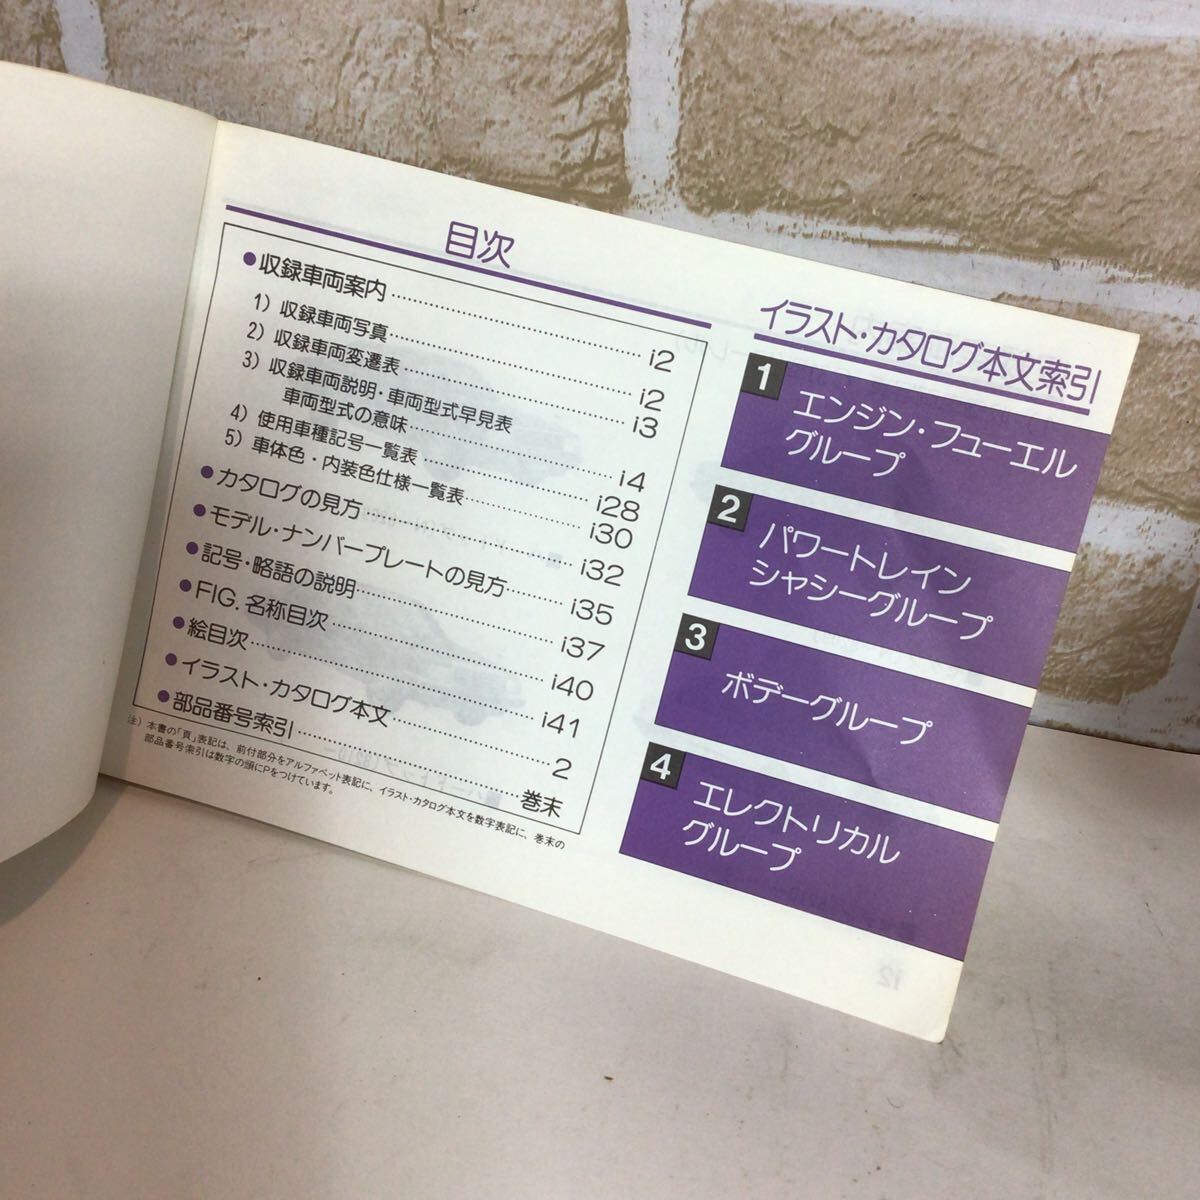 目次
●収録車両案内 i2
1) 収録車両写真 i2
2) 収録車両変遷表 i3
3) 収録車両説明・車両型式早見表
車両型式の意味 i4
4) 使用車種記号一覧表 i28
5) 車体色・内装色仕様一覧表 i30
●カタログの見方 i32
●モデル・ナンバープレートの見方 i35
●記号・略語の説明 i37
●FIG. 名称目次 i40
●絵目次 i41
●イラスト・カタログ本文 2
●部品番号索引 巻末
注) 本書の「頁」表記は、前付部分をアルファベット表記に、イラスト・カタログ本文を数字表記に、巻末の
部品番号索引は数字の頭にPをつけています。
イラスト・カタログ本文索引
1 エンジン・フューエル
グループ
2 パワートレイン
シャシーグループ
3 ボデーグループ
4 エレクトリカル
グループ